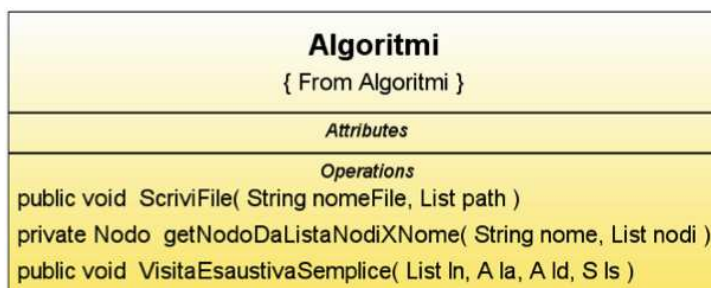 Algoritmi
{ From Algoritmi }
Attributes
Operations
public void ScriviFile( String nomeFile, List path )
private Nodo getNodoDaListaNodiXNome( String nome, List nodi )
public void VisitaEsaustivaSemplice( List ln, A la, A ld, S ls )